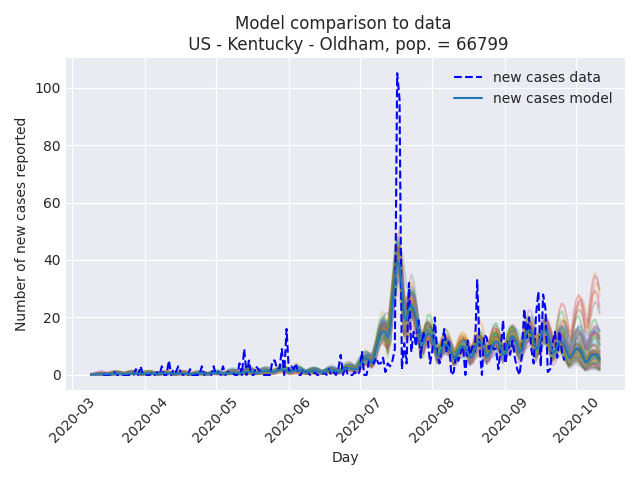 Model comparison to data
US - Kentucky - Oldham, pop. = 66799
new cases data
new cases model
Number of new cases reported
100
80
60
40
20
0
2020-03
2020-04
2020-05
2020-06
2020-07
2020-08
2020-09
2020-10
Day